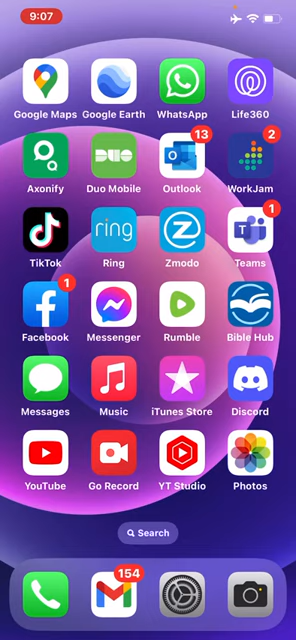 9:07
Google Maps Google Earth WhatsApp Life360
13 2
Axonify Duo Mobile Outlook WorkJam
DUO
TikTok Ring Zmodo Teams
ring
1
Facebook Messenger Rumble Bible Hub
1
Messages Music iTunes Store Discord
YouTube Go Record YT Studio Photos
Search
154